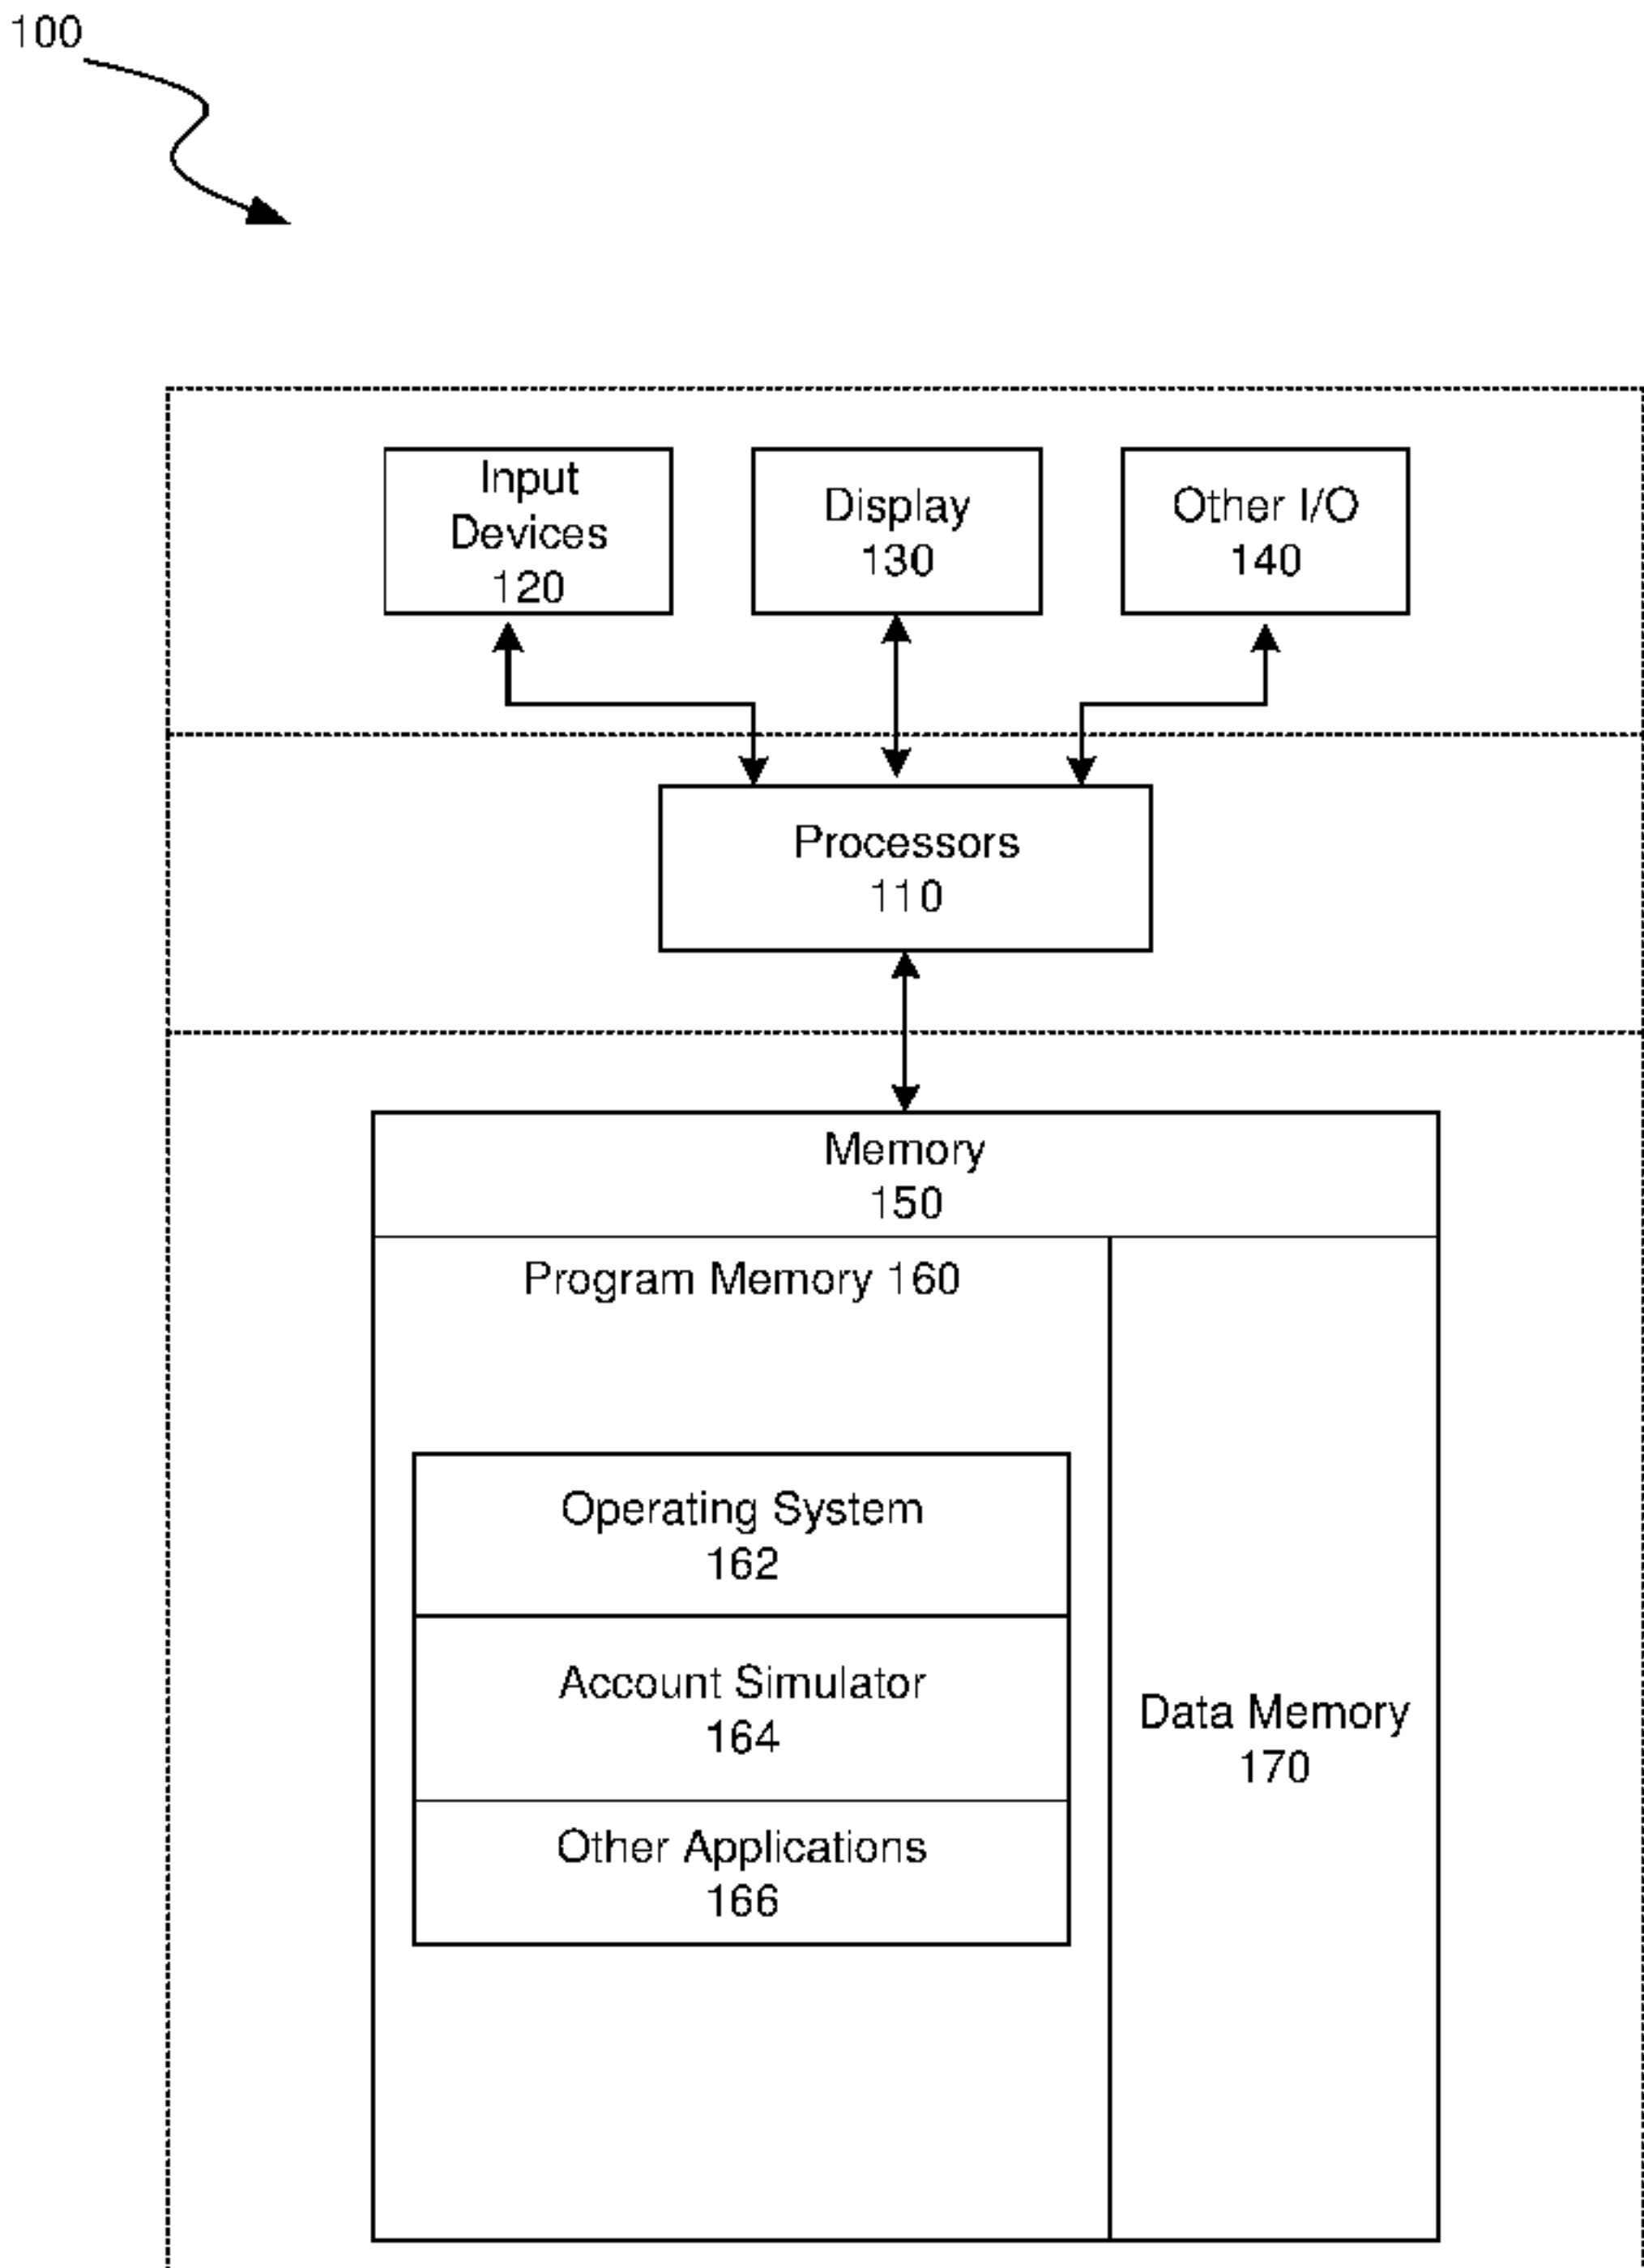 100
Input
Devices
120
Display
130
Other I/O
140
Processors
110
Memory
150
Program Memory 160
Operating System
162
Account Simulator
164
Other Applications
166
Data Memory
170